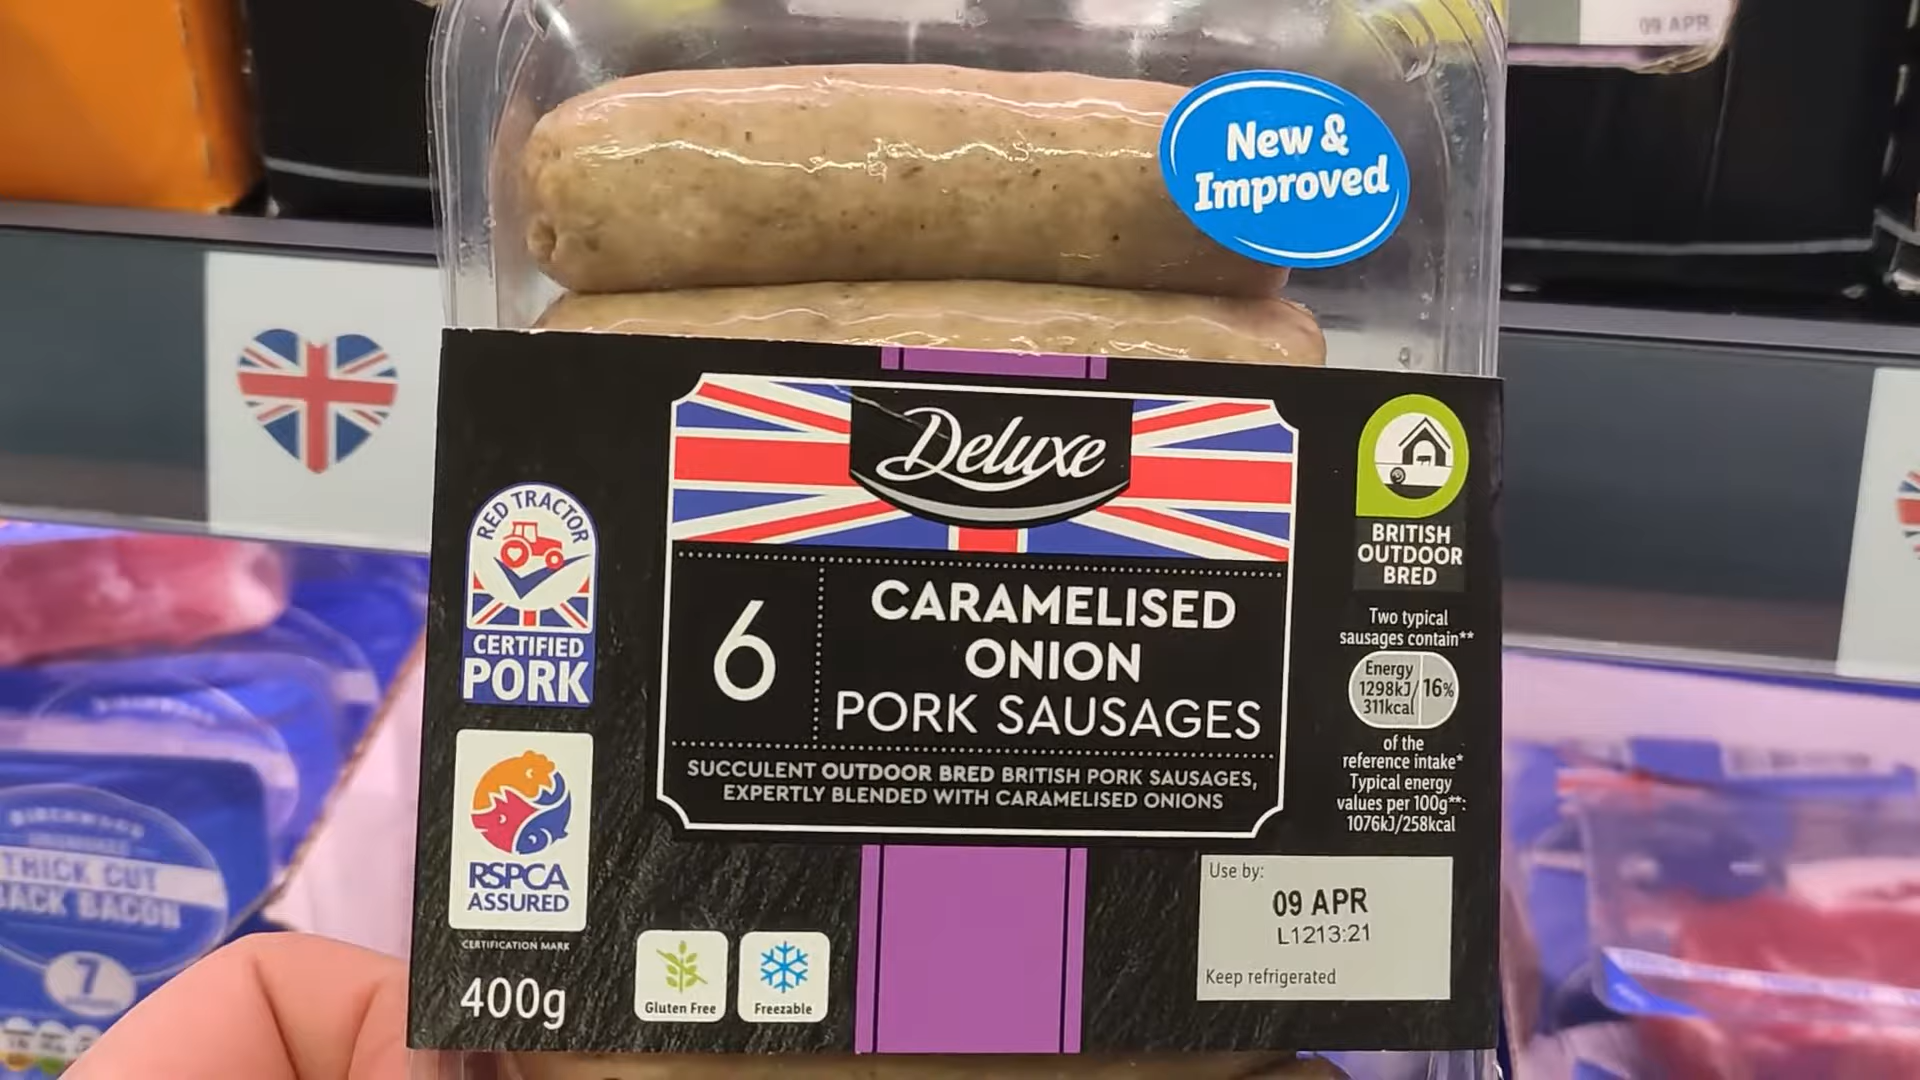 09 APR
New &
Improved
Deluxe
RED TRACTOR
CERTIFIED
PORK
RSPCA
ASSURED
CERTIFICATION MARK
400g
6
CARAMELISED
ONION
PORK SAUSAGES
SUCCULENT OUTDOOR BRED BRITISH PORK SAUSAGES,
EXPERTLY BLENDED WITH CARAMELISED ONIONS
Gluten Free
Freezable
BRITISH
OUTDOOR
BRED
Two typical
sausages contain**
Energy
1298kJ/
311kcal
16%
of the
reference intake*
Typical energy
values per 100g**:
1076kJ/258kcal
Use by:
09 APR
L1213:21
Keep refrigerated
THICK CUT
BACK BACON
7